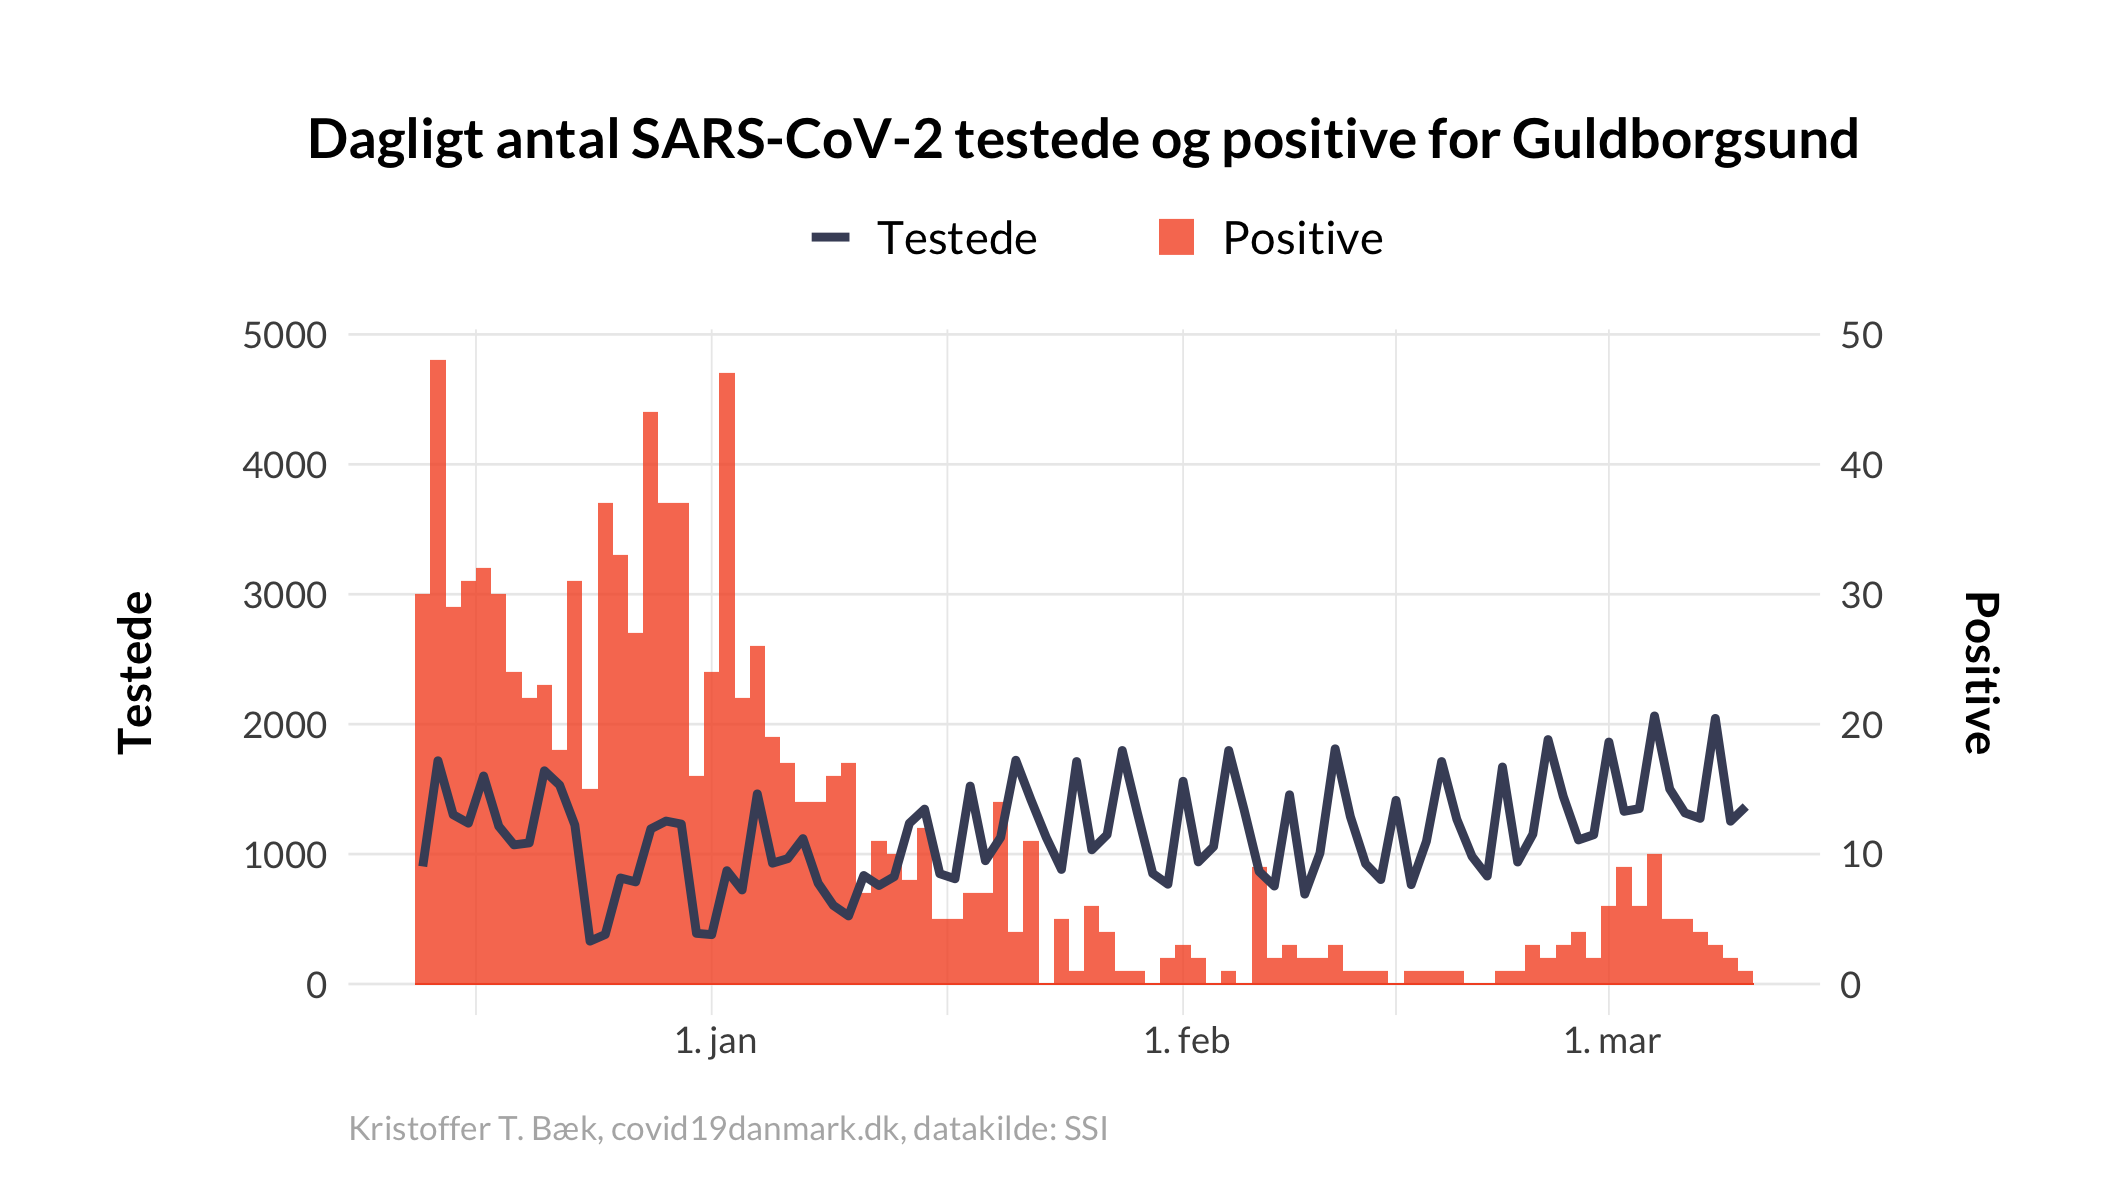 Dagligt antal SARS-CoV-2 testede og positive for Guldborgsund
Testede
Positive
5000
4000
3000
2000
1000
0
Testede
50
40
30
20
10
0
Positive
1. jan
1. feb
1. mar
Kristoffer T. Bæk, covid19danmark.dk, datakilde: SSI